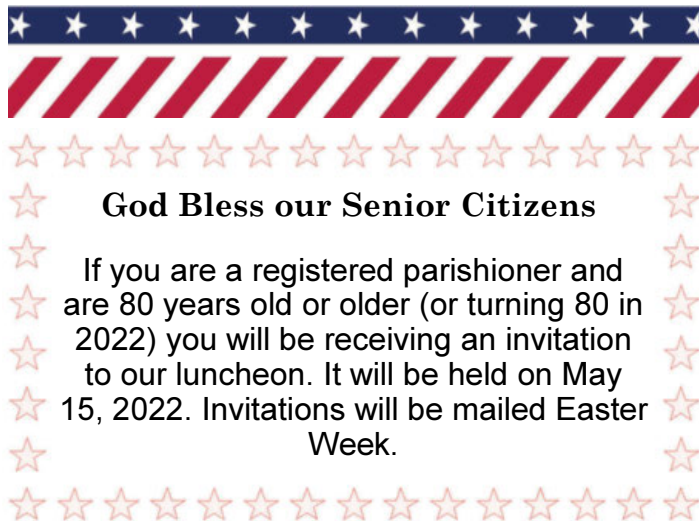 God Bless our Senior Citizens
If you are a registered parishioner and
are 80 years old or older (or turning 80 in
2022) you will be receiving an invitation
to our luncheon. It will be held on May
15, 2022. Invitations will be mailed Easter
Week.